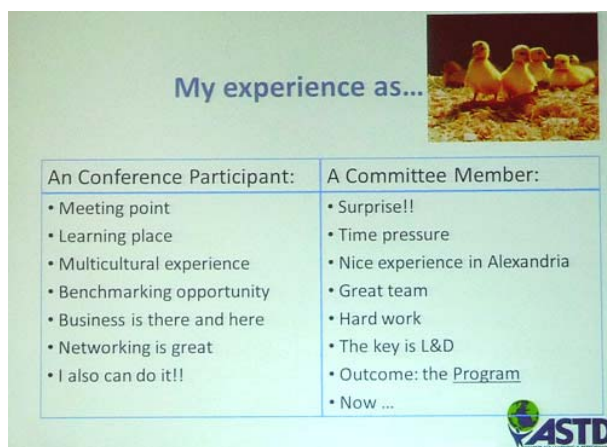 My experience as...
An Conference Participant:
• Meeting point
• Learning place
• Multicultural experience
• Benchmarking opportunity
• Business is there and here
• Networking is great
• I also can do it!!
A Committee Member:
• Surprise!!
• Time pressure
• Nice experience in Alexandria
• Great team
• Hard work
• The key is L&D
• Outcome: the Program
• Now ...
ASTD